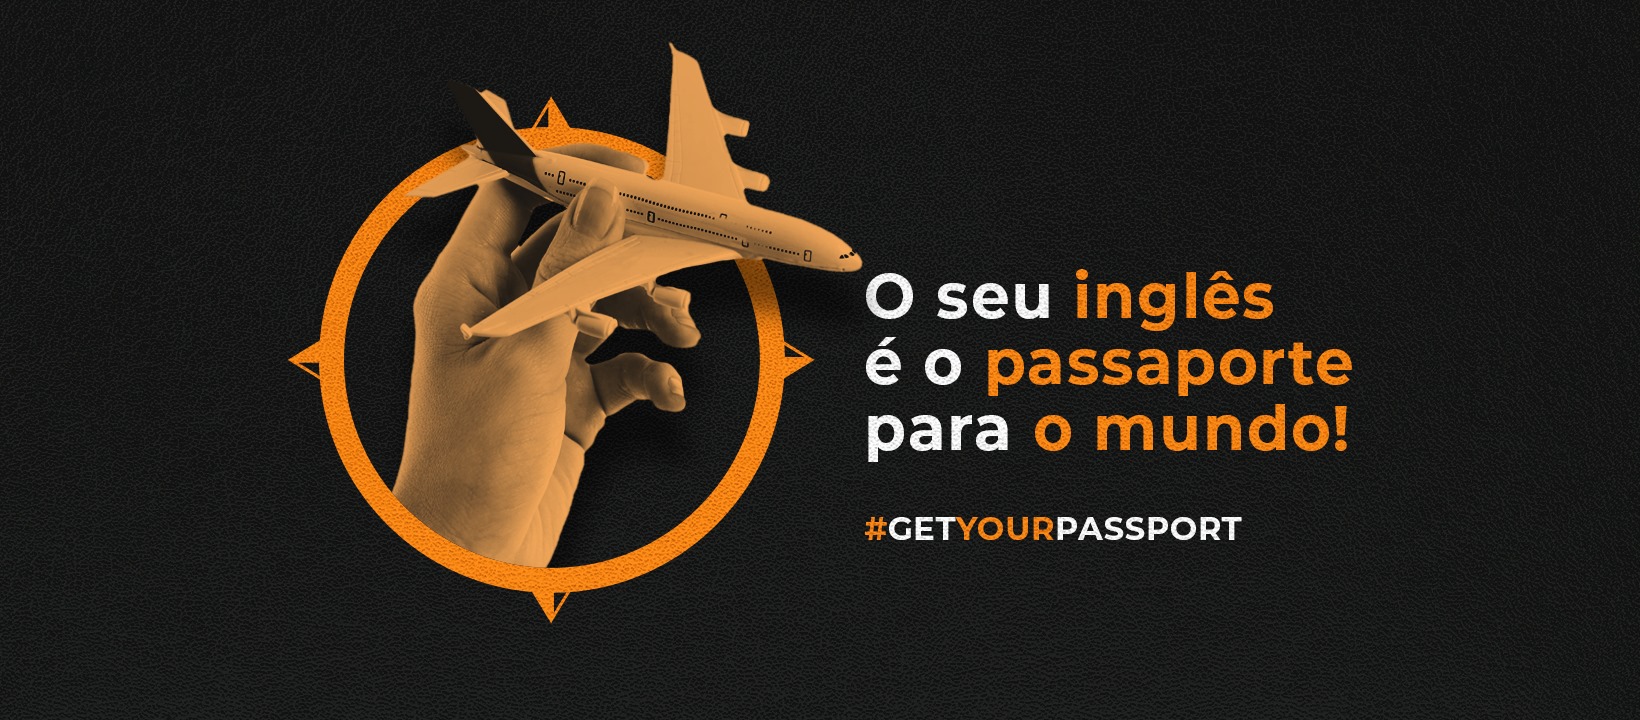 O seu inglês
é o passaporte
para o mundo!
#GETYOURPASSPORT